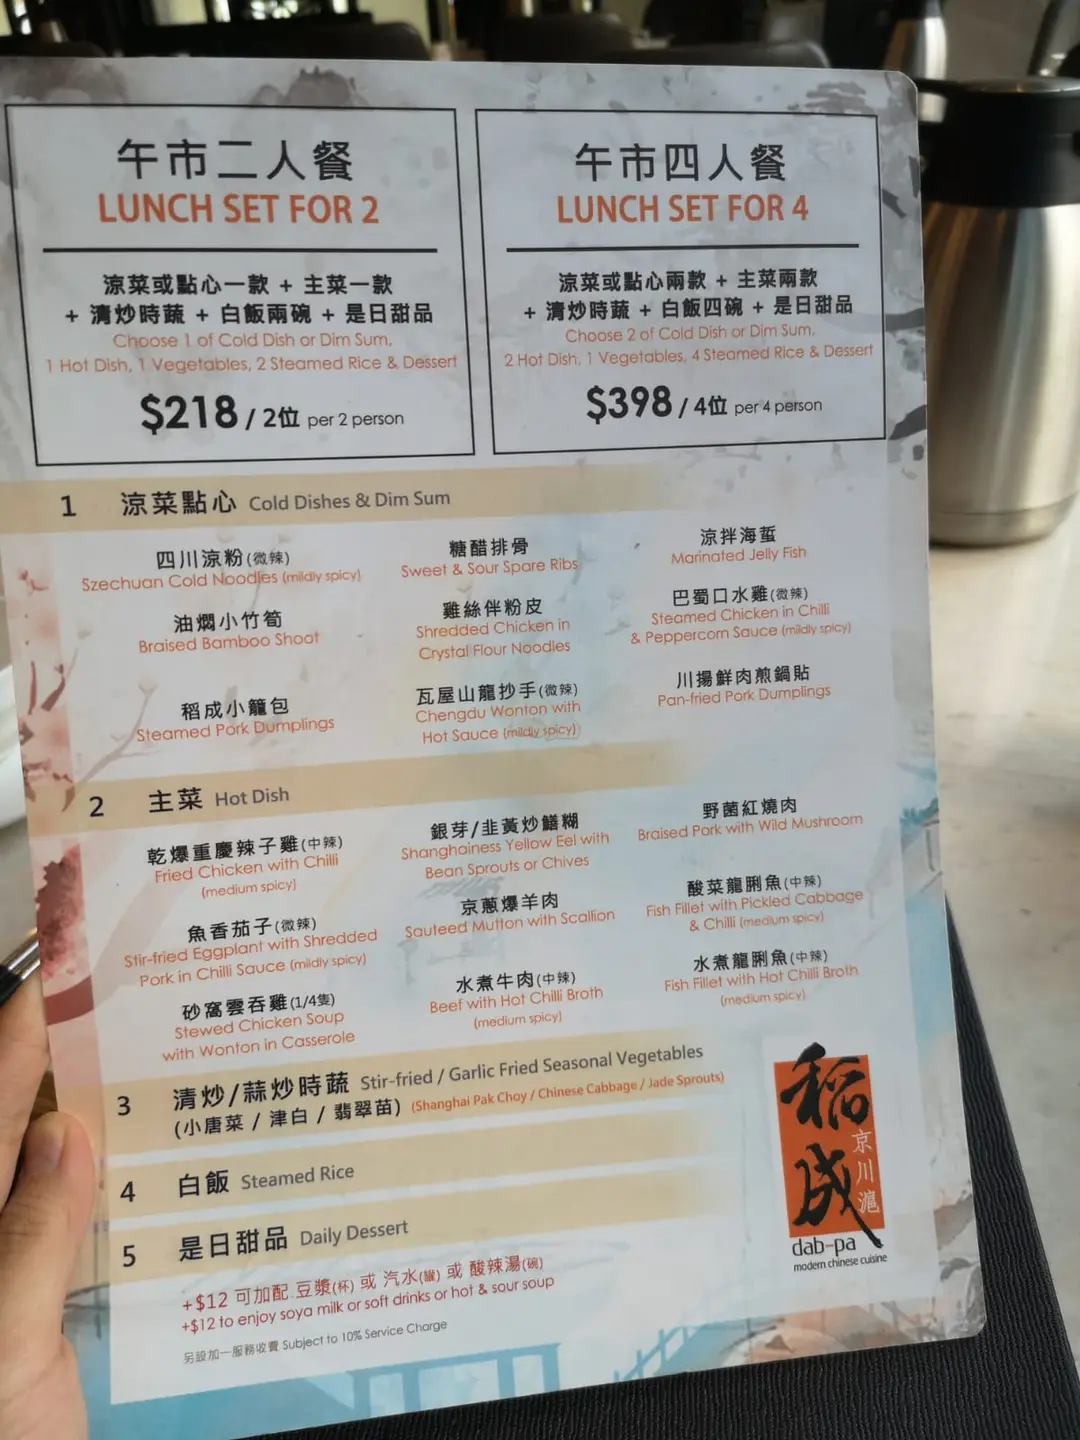 午市二人餐
LUNCH SET FOR 2
涼菜或點心一款 + 主菜一款
+ 清炒時蔬 + 白飯兩碗 + 是日甜品
Choose 1 of Cold Dish or Dim Sum,
1 Hot Dish, 1 Vegetables, 2 Steamed Rice & Dessert
$218 / 2位 per 2 person
午市四人餐
LUNCH SET FOR 4
涼菜或點心兩款 + 主菜兩款
+ 清炒時蔬 + 白飯四碗 + 是日甜品
Choose 2 of Cold Dish or Dim Sum,
2 Hot Dish, 1 Vegetables, 4 Steamed Rice & Dessert
$398 / 4位 per 4 person
1 涼菜點心 Cold Dishes & Dim Sum
四川涼粉(微辣)
Szechuan Cold Noodles (mildly spicy)
糖醋排骨
Sweet & Sour Spare Ribs
涼拌海蜇
Marinated Jelly Fish
油燜小竹筍
Braised Bamboo Shoot
雞絲伴粉皮
Shredded Chicken in
Crystal Flour Noodles
巴蜀口水雞(微辣)
Steamed Chicken in Chilli
& Peppercorn Sauce (mildly spicy)
稻成小籠包
Steamed Pork Dumplings
瓦屋山龍抄手(微辣)
Chengdu Wonton with
Hot Sauce (mildly spicy)
川揚鮮肉煎鍋貼
Pan-fried Pork Dumplings
2 主菜 Hot Dish
乾爆重慶辣子雞(中辣)
Fried Chicken with Chilli
(medium spicy)
銀芽/韭黃炒鱔糊
Shanghainess Yellow Eel with
Bean Sprouts or Chives
野菌紅燒肉
Braised Pork with Wild Mushroom
魚香茄子(微辣)
Stir-fried Eggplant with Shredded
Pork in Chilli Sauce (mildly spicy)
京蔥爆羊肉
Sauteed Mutton with Scallion
酸菜龍脷魚(中辣)
Fish Fillet with Pickled Cabbage
& Chilli (medium spicy)
砂窩雲吞雞(1/4隻)
Stewed Chicken Soup
with Wonton in Casserole
水煮牛肉(中辣)
Beef with Hot Chilli Broth
(medium spicy)
水煮龍脷魚(中辣)
Fish Fillet with Hot Chilli Broth
(medium spicy)
3 清炒/蒜炒時蔬 Stir-fried / Garlic Fried Seasonal Vegetables
(小唐菜 / 津白 / 翡翠苗) (Shanghai Pak Choy / Chinese Cabbage / Jade Sprouts)
4 白飯 Steamed Rice
5 是日甜品 Daily Dessert
+$12 可加配 豆漿(杯) 或 汽水(罐) 或 酸辣湯(碗)
+$12 to enjoy soya milk or soft drinks or hot & sour soup
另設加一服務收費 Subject to 10% Service Charge
稻成
京川滬
dab-pa
modern chinese cuisine